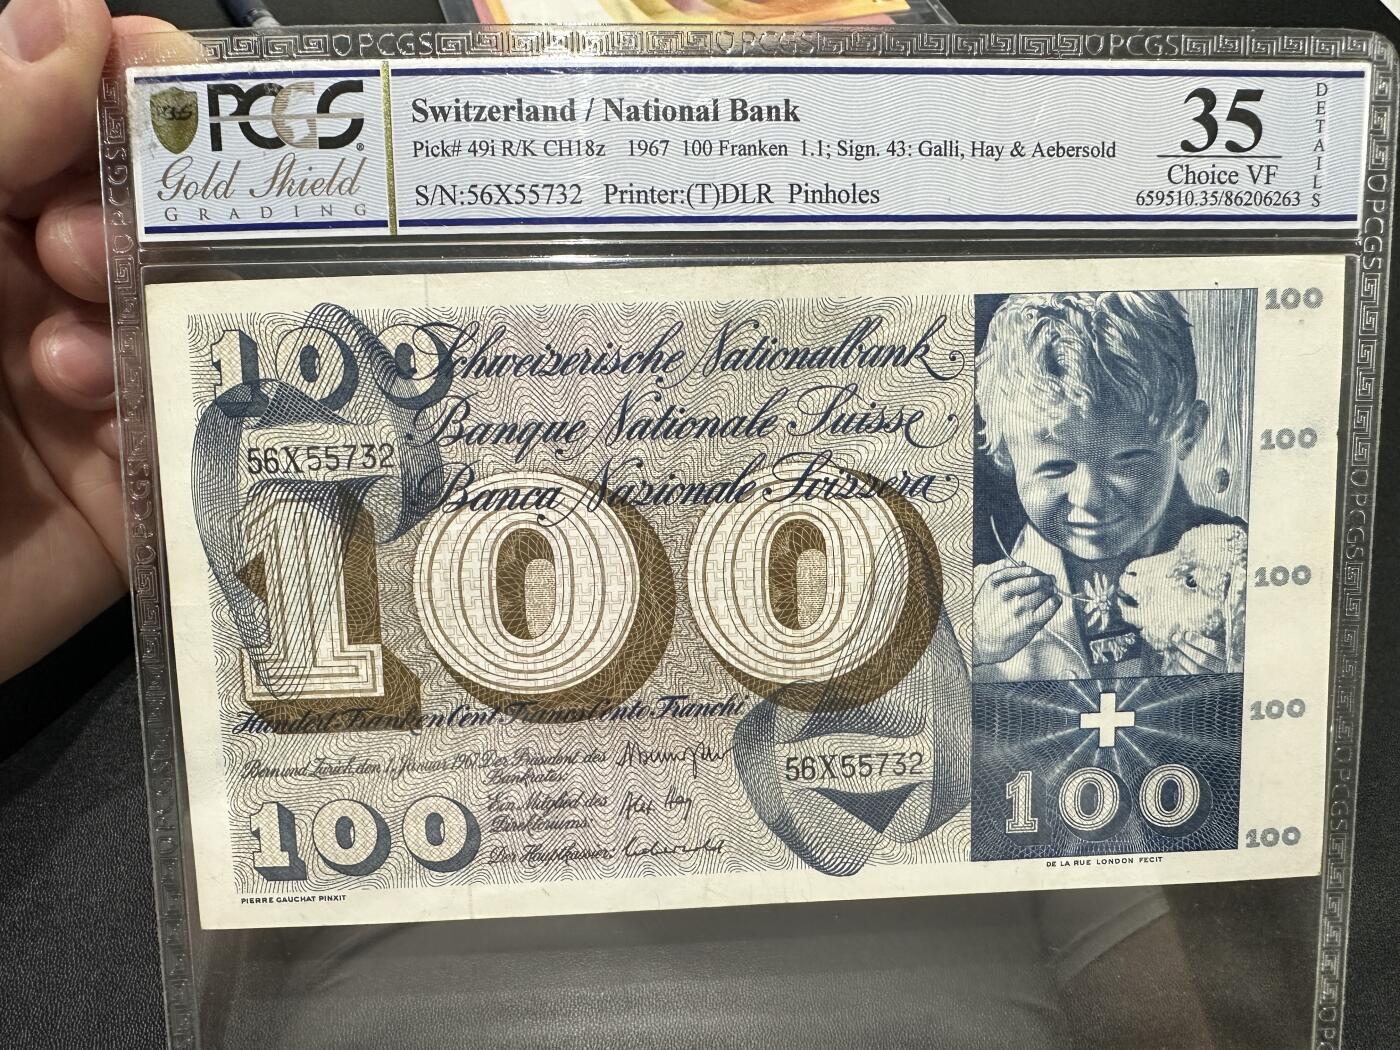 PCGS
Gold Shield
GRADING
Switzerland / National Bank
Pick# 49i R/K CH18z 1967 100 Franken 1.1; Sign. 43: Galli, Hay & Aebersold
S/N:56X55732 Printer:(T)DLR Pinholes
35
Choice VF
659510.35/86206263
DETAILS
100
Schweizerische Nationalbank
Banque Nationale Suisse
Banca Nazionale Svizzera
56X55732
100
Hundert Franken Cent Francs Cento Franchi
Bern und Zürich, den 1. Januar 1967
Der Präsident des
Bankrates:
Ein Mitglied des
Direktoriums:
Der Hauptkassier:
56X55732
100
PIERRE GAUCHAT PINXIT
100
DE LA RUE LONDON FECIT
100
100
100
100
100